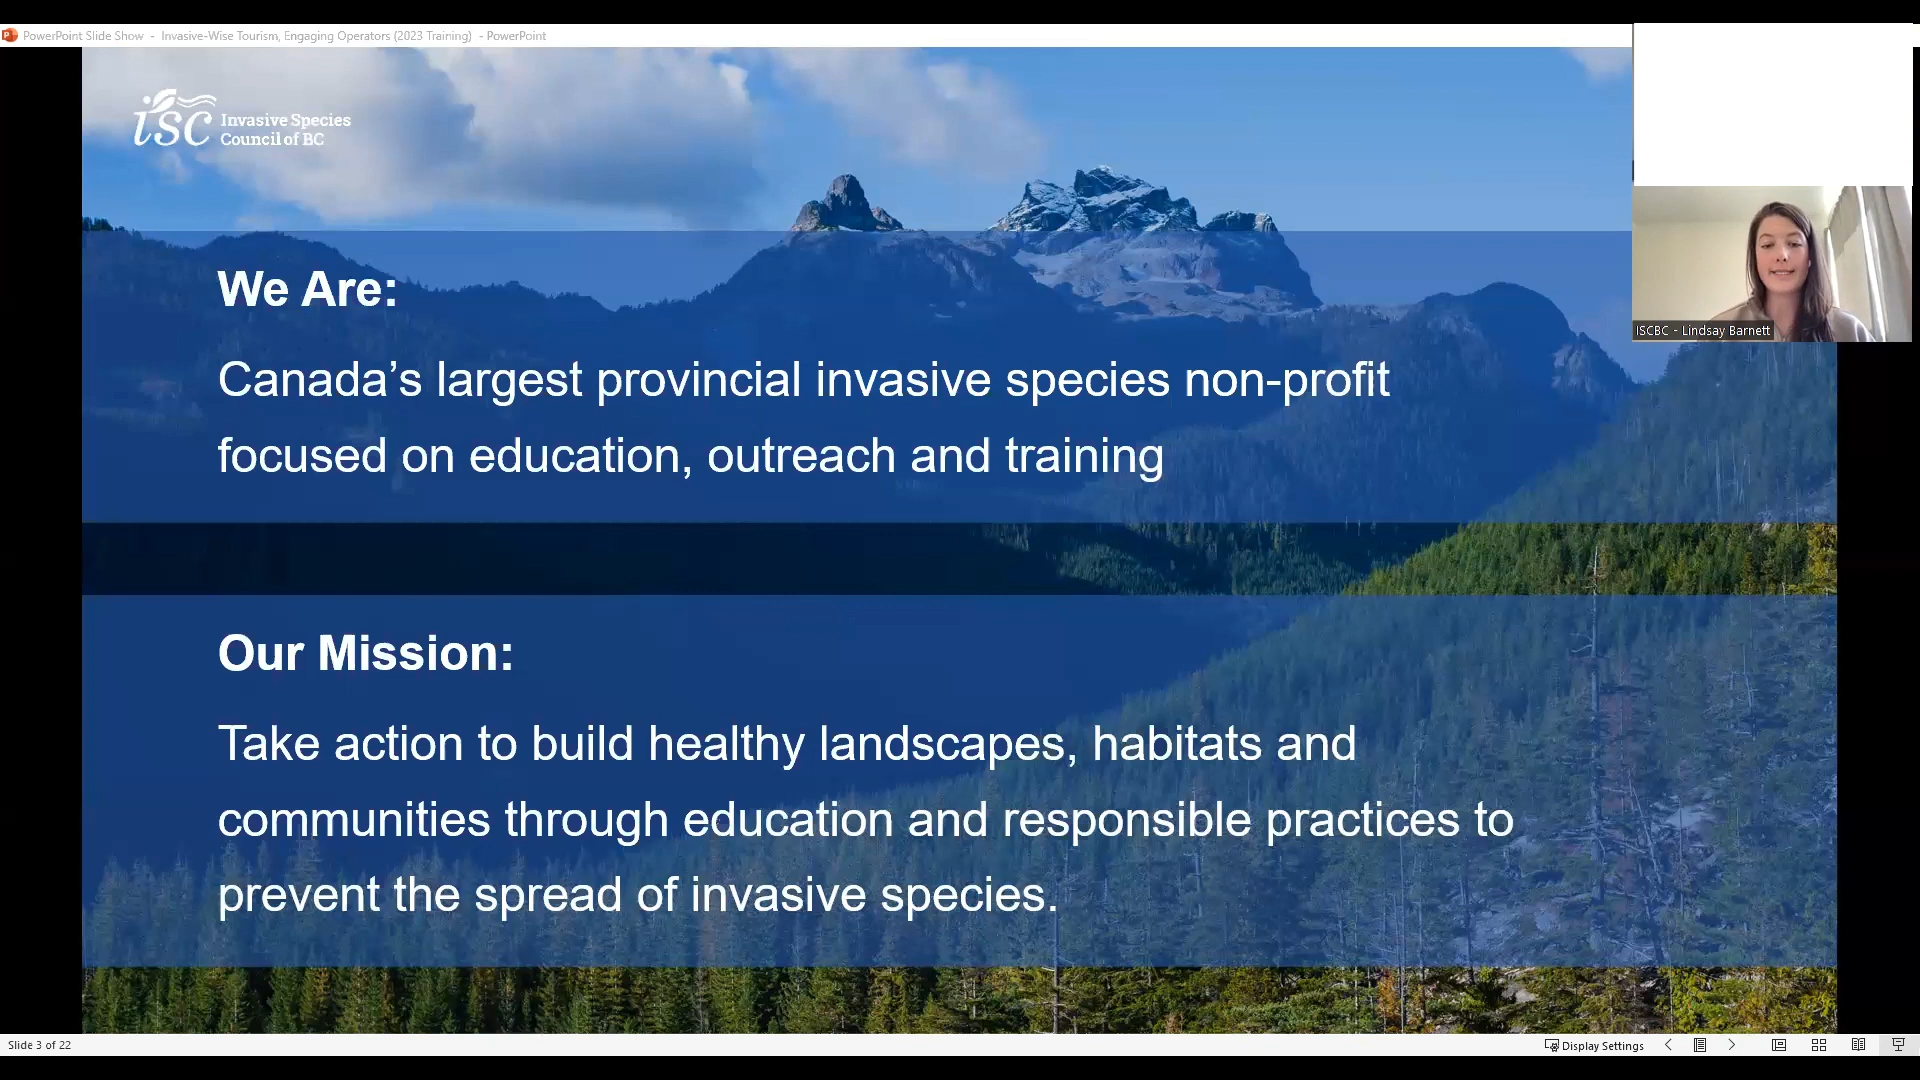 PowerPoint Slide Show - Invasive-Wise Tourism, Engaging Operators (2023 Training) - PowerPoint
isc Invasive Species
Council of BC
We Are:
Canada’s largest provincial invasive species non-profit
focused on education, outreach and training
ISCBC - Lindsay Barnett
Our Mission:
Take action to build healthy landscapes, habitats and
communities through education and responsible practices to
prevent the spread of invasive species.
Slide 3 of 22
Display Settings